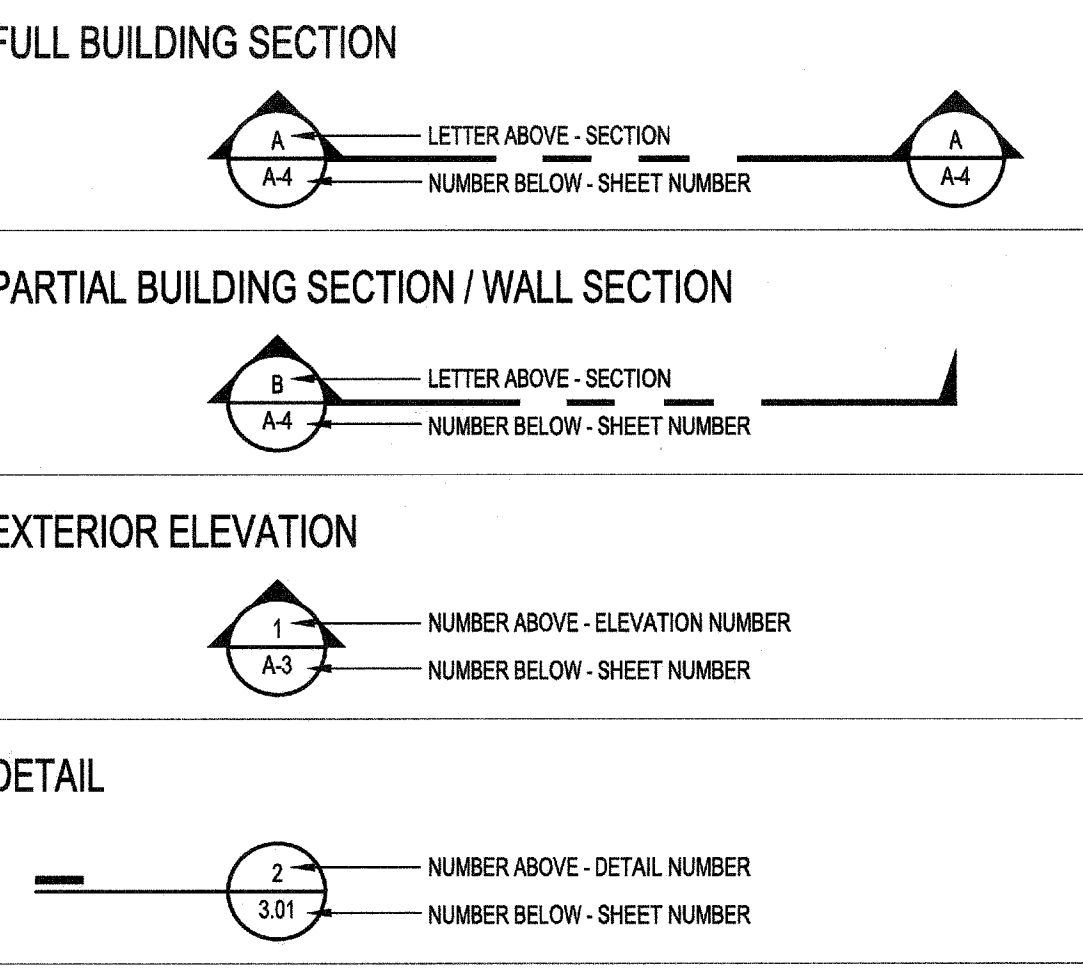 FULL BUILDING SECTION
A LETTER ABOVE - SECTION A
A-4 NUMBER BELOW - SHEET NUMBER A-4
PARTIAL BUILDING SECTION / WALL SECTION
B LETTER ABOVE - SECTION
A-4 NUMBER BELOW - SHEET NUMBER
EXTERIOR ELEVATION
1 NUMBER ABOVE - ELEVATION NUMBER
A-3 NUMBER BELOW - SHEET NUMBER
DETAIL
2 NUMBER ABOVE - DETAIL NUMBER
3.01 NUMBER BELOW - SHEET NUMBER